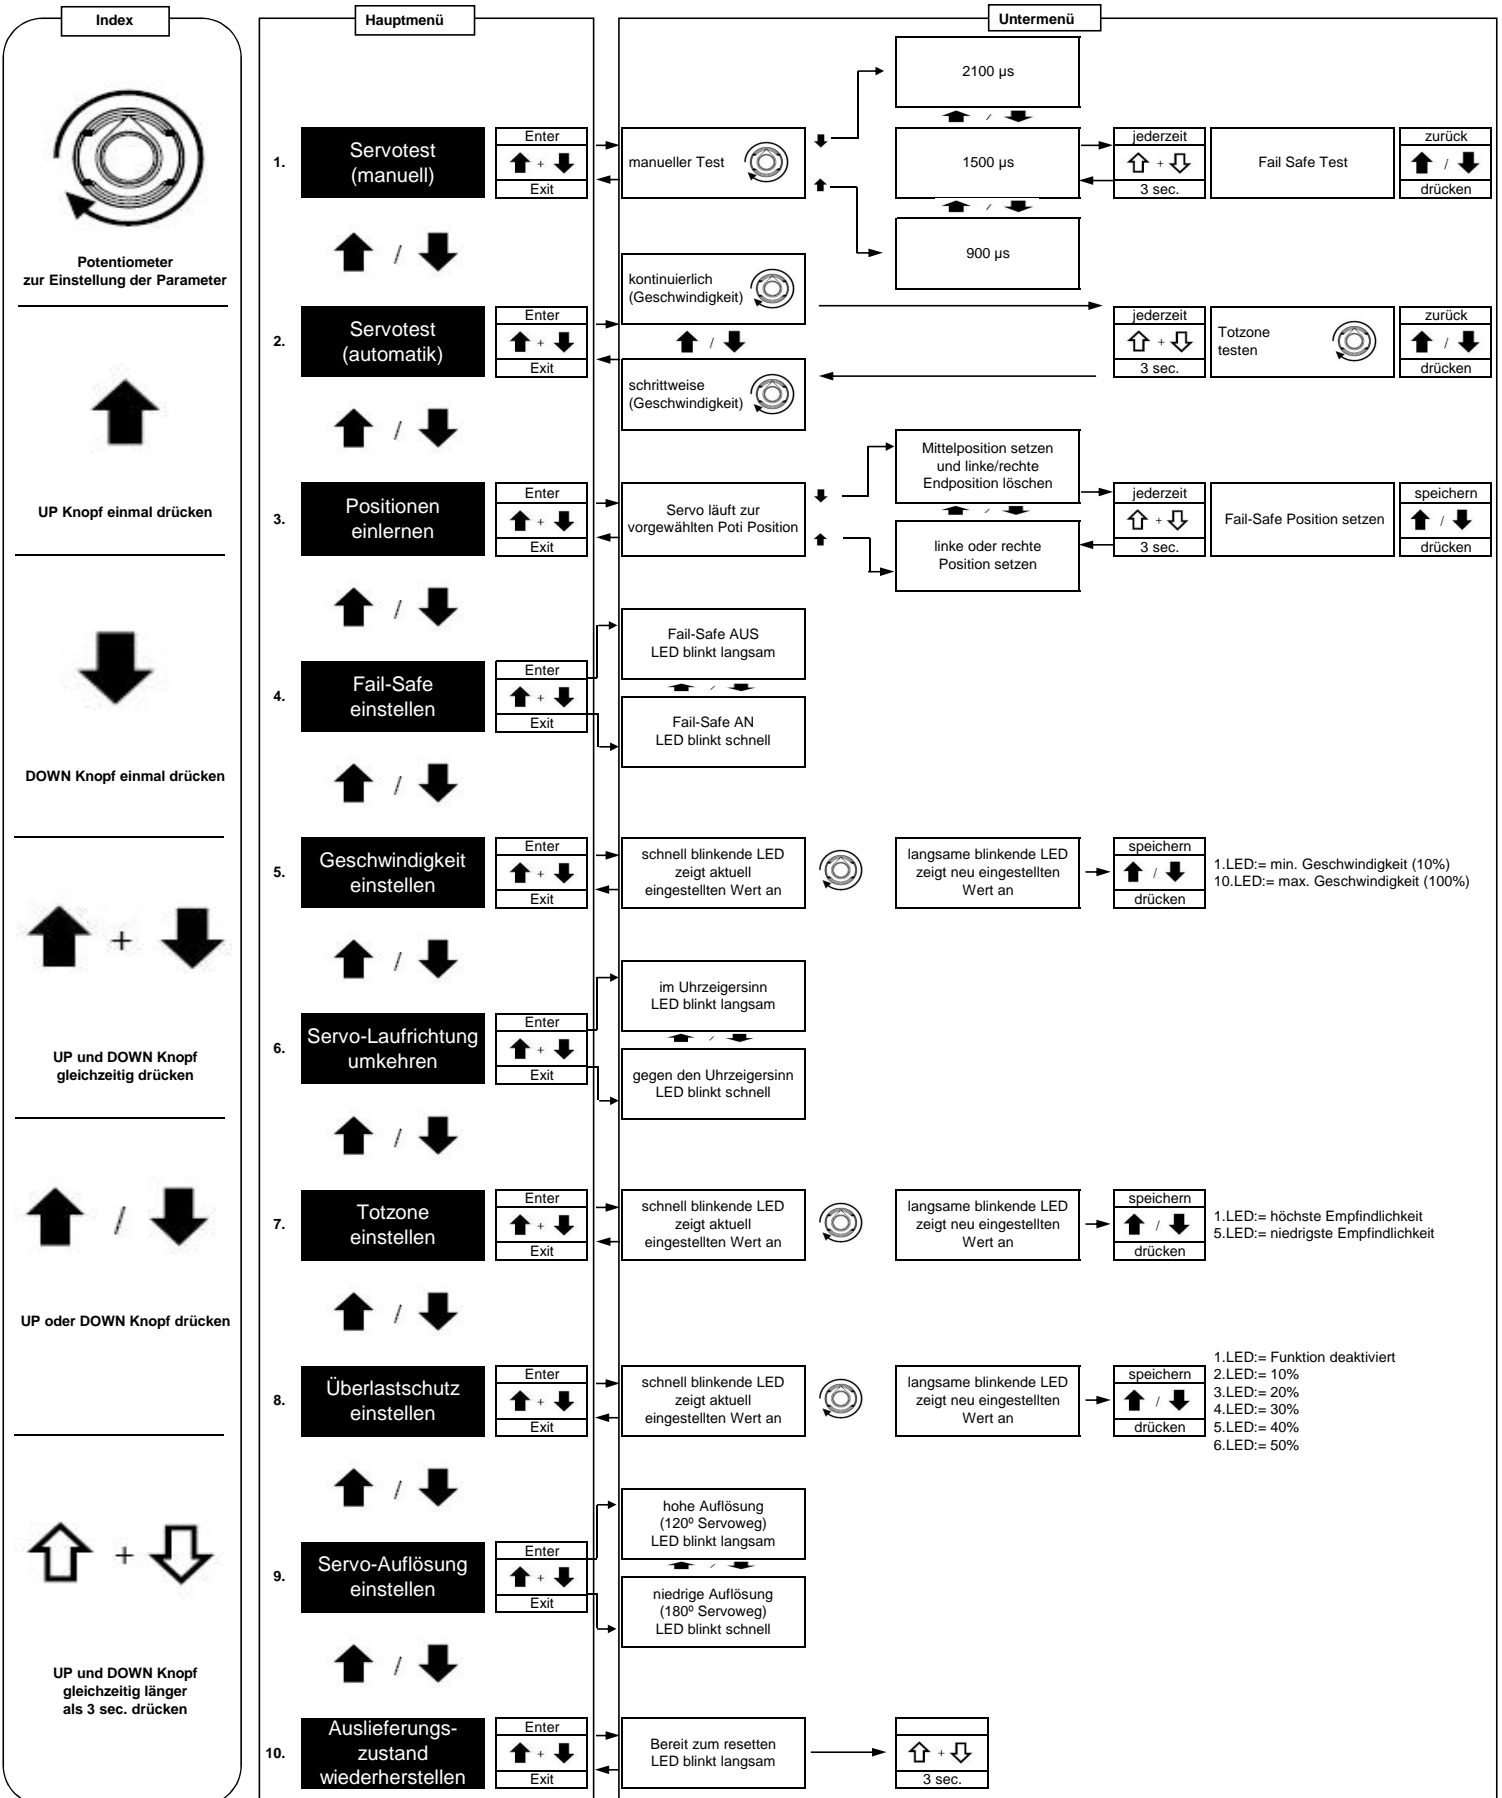 Index
Hauptmenü
Untermenü
Potentiometer
zur Einstellung der Parameter
UP Knopf einmal drücken
DOWN Knopf einmal drücken
+
UP und DOWN Knopf
gleichzeitig drücken
/
UP oder DOWN Knopf drücken
+
UP und DOWN Knopf
gleichzeitig länger
als 3 sec. drücken
1.
Servotest
(manuell)
Enter
+
Exit
manueller Test
2100 µs
/
1500 µs
/
900 µs
jederzeit
+
3 sec.
Fail Safe Test
zurück
/
drücken
/
2.
Servotest
(automatik)
Enter
+
Exit
kontinuierlich
(Geschwindigkeit)
/
schrittweise
(Geschwindigkeit)
jederzeit
+
3 sec.
Totzone
testen
zurück
/
drücken
/
3.
Positionen
einlernen
Enter
+
Exit
Servo läuft zur
vorgewählten Poti Position
Mittelposition setzen
und linke/rechte
Endposition löschen
/
linke oder rechte
Position setzen
jederzeit
+
3 sec.
Fail-Safe Position setzen
speichern
/
drücken
/
4.
Fail-Safe
einstellen
Enter
+
Exit
Fail-Safe AUS
LED blinkt langsam
/
Fail-Safe AN
LED blinkt schnell
/
5.
Geschwindigkeit
einstellen
Enter
+
Exit
schnell blinkende LED
zeigt aktuell
eingestellten Wert an
langsame blinkende LED
zeigt neu eingestellten
Wert an
speichern
/
drücken
1.LED:= min. Geschwindigkeit (10%)
10.LED:= max. Geschwindigkeit (100%)
/
6.
Servo-Laufrichtung
umkehren
Enter
+
Exit
im Uhrzeigersinn
LED blinkt langsam
/
gegen den Uhrzeigersinn
LED blinkt schnell
/
7.
Totzone
einstellen
Enter
+
Exit
schnell blinkende LED
zeigt aktuell
eingestellten Wert an
langsame blinkende LED
zeigt neu eingestellten
Wert an
speichern
/
drücken
1.LED:= höchste Empfindlichkeit
5.LED:= niedrigste Empfindlichkeit
/
8.
Überlastschutz
einstellen
Enter
+
Exit
schnell blinkende LED
zeigt aktuell
eingestellten Wert an
langsame blinkende LED
zeigt neu eingestellten
Wert an
speichern
/
drücken
1.LED:= Funktion deaktiviert
2.LED:= 10%
3.LED:= 20%
4.LED:= 30%
5.LED:= 40%
6.LED:= 50%
/
9.
Servo-Auflösung
einstellen
Enter
+
Exit
hohe Auflösung
(120º Servoweg)
LED blinkt langsam
/
niedrige Auflösung
(180º Servoweg)
LED blinkt schnell
/
10.
Auslieferungs-
zustand
wiederherstellen
Enter
+
Exit
Bereit zum resetten
LED blinkt langsam
+
3 sec.